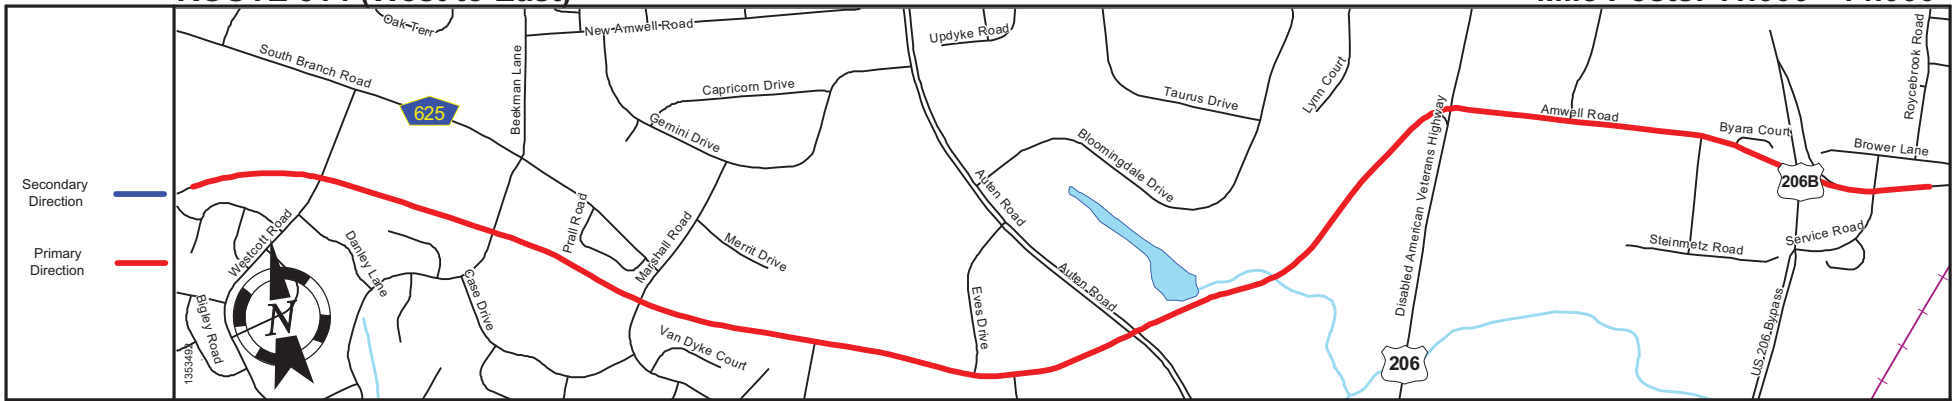 Oak-Terr
New-Amwell-Road
Updyke Road
Roycebrook Road
South Branch Road
625
Beekman Lane
Capricorn Drive
Gemini Drive
Taurus Drive
Lynn Court
Amwell Road
Byara Court
Brower Lane
Bloomingdale Drive
206B
Secondary
Direction
Primary
Direction
Westcott Road
Danley Lane
Prall Road
Marshall Road
Merrit Drive
Auten Road
Auten Road
Disabled American Veterans Highway
Steinmetz Road
Service Road
Bigley Road
N
Case Drive
Van Dyke Court
Eves Drive
206
US 206 Bypass